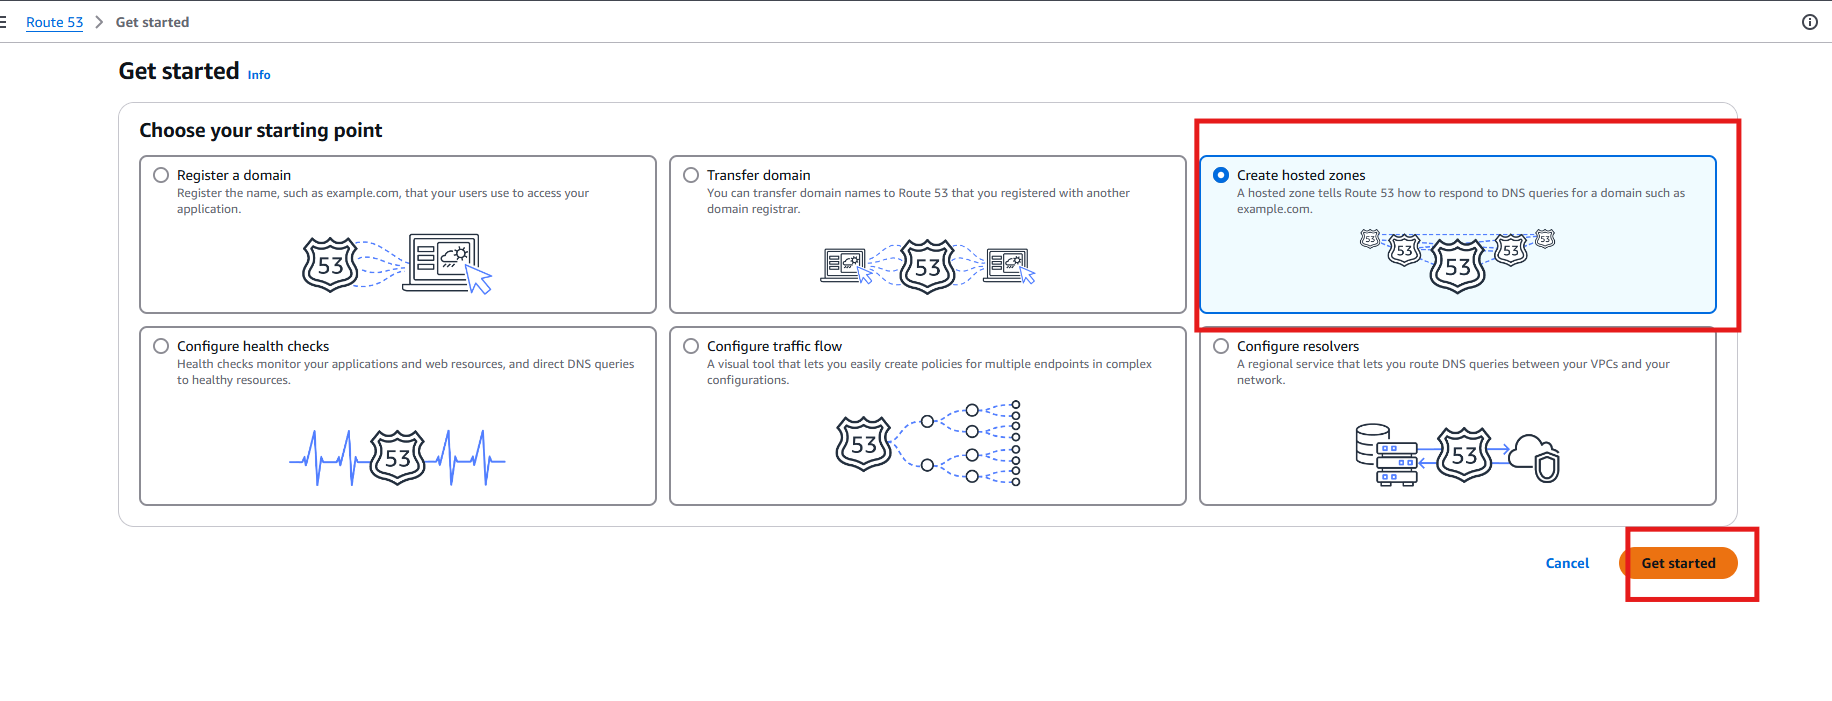 Route 53 > Get started
Get started Info
Choose your starting point
Register a domain
Register the name, such as example.com, that your users use to access your
application.
53
Transfer domain
You can transfer domain names to Route 53 that you registered with another
domain registrar.
53
Create hosted zones
A hosted zone tells Route 53 how to respond to DNS queries for a domain such as
example.com.
53 53 53 53 53
Configure health checks
Health checks monitor your applications and web resources, and direct DNS queries
to healthy resources.
53
Configure traffic flow
A visual tool that lets you easily create policies for multiple endpoints in complex
configurations.
53
Configure resolvers
A regional service that lets you route DNS queries between your VPCs and your
network.
53
Cancel Get started